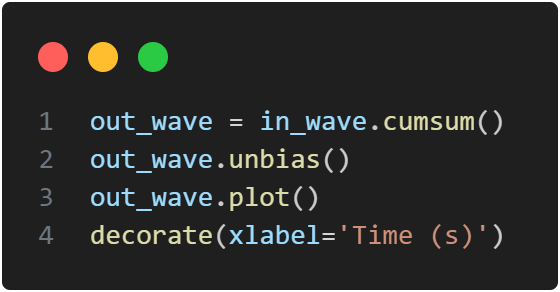 1 out_wave = in_wave.cumsum()
2 out_wave.unbias()
3 out_wave.plot()
4 decorate(xlabel='Time (s)')